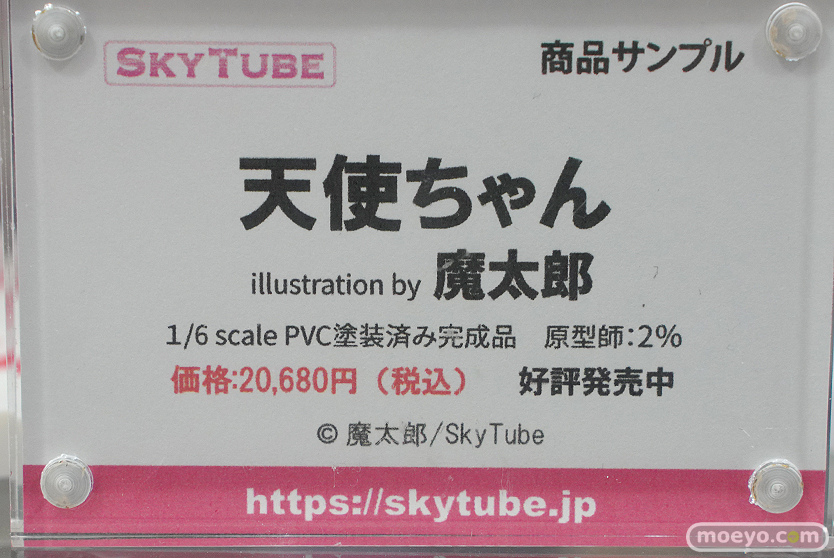 SKYTUBE
商品サンプル
天使ちゃん
illustration by 魔太郎
1/6 scale PVC塗装済み完成品　原型師：2%
価格:20,680円（税込）　好評発売中
© 魔太郎/SkyTube
https://skytube.jp
moeyo.com